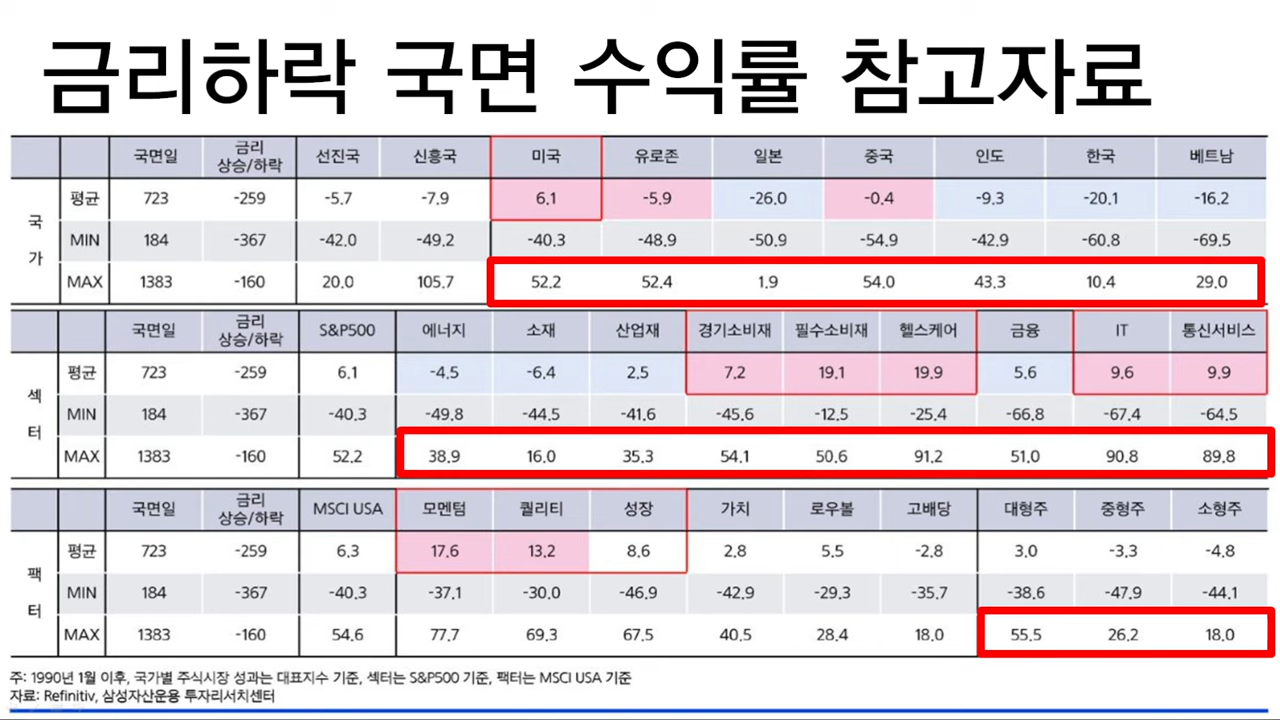 금리하락 국면 수익률 참고자료
국가 국면일 금리 상승/하락 선진국 신흥국 미국 유로존 일본 중국 인도 한국 베트남
평균 723 -259 -5.7 -7.9 6.1 -5.9 -26.0 -0.4 -9.3 -20.1 -16.2
MIN 184 -367 -42.0 -49.2 -40.3 -48.9 -50.9 -54.9 -42.9 -60.8 -69.5
MAX 1383 -160 20.0 105.7 52.2 52.4 1.9 54.0 43.3 10.4 29.0
섹터 국면일 금리 상승/하락 S&P500 에너지 소재 산업재 경기소비재 필수소비재 헬스케어 금융 IT 통신서비스
평균 723 -259 6.1 -4.5 -6.4 2.5 7.2 19.1 19.9 5.6 9.6 9.9
MIN 184 -367 -40.3 -49.8 -44.5 -41.6 -45.6 -12.5 -25.4 -66.8 -67.4 -64.5
MAX 1383 -160 52.2 38.9 16.0 35.3 54.1 50.6 91.2 51.0 90.8 89.8
팩터 국면일 금리 상승/하락 MSCI USA 모멘텀 퀄리티 성장 가치 로우볼 고배당 대형주 중형주 소형주
평균 723 -259 6.3 17.6 13.2 8.6 2.8 5.5 -2.8 3.0 -3.3 -4.8
MIN 184 -367 -40.3 -37.1 -30.0 -46.9 -42.9 -29.3 -35.7 -38.6 -47.9 -44.1
MAX 1383 -160 54.6 77.7 69.3 67.5 40.5 28.4 18.0 55.5 26.2 18.0
주: 1990년 1월 이후, 국가별 주식시장 성과는 대표지수 기준, 섹터는 S&P500 기준, 팩터는 MSCI USA 기준
자료: Refinitiv, 삼성자산운용 투자리서치센터